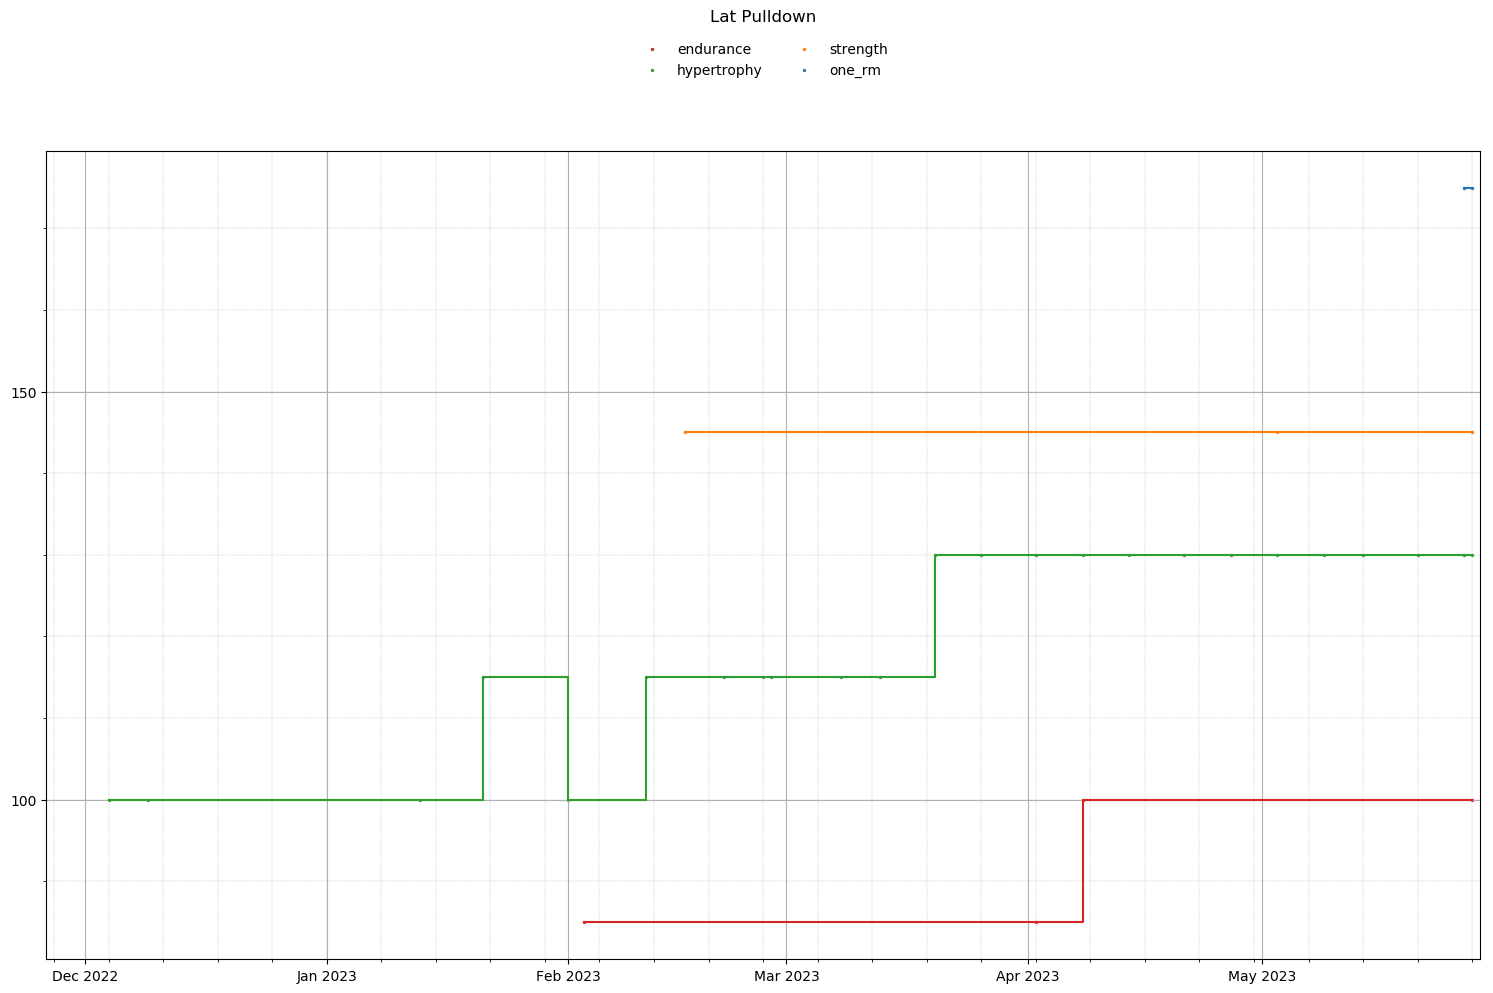 Lat Pulldown
endurance strength
hypertrophy one_rm
150
100
Dec 2022 Jan 2023 Feb 2023 Mar 2023 Apr 2023 May 2023